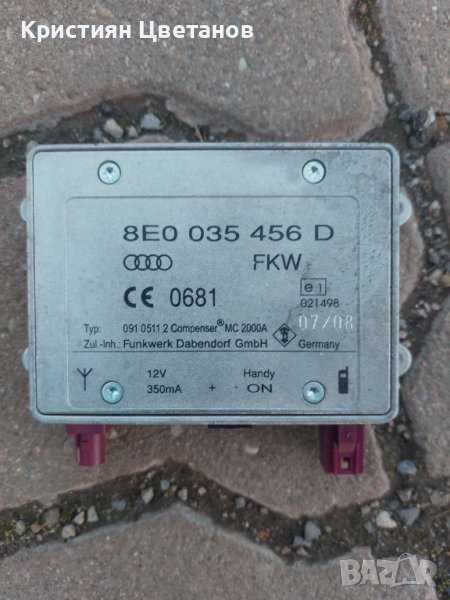 Кристиян Цветанов
8E0 035 456 D
FKW
CE 0681
e1
021498
07/08
Typ: 091 0511 2 Compenser® MC 2000A
Zul.-Inh.: Funkwerk Dabendorf GmbH
Germany
12V
350mA
+ -
Handy
ON
BAZAR